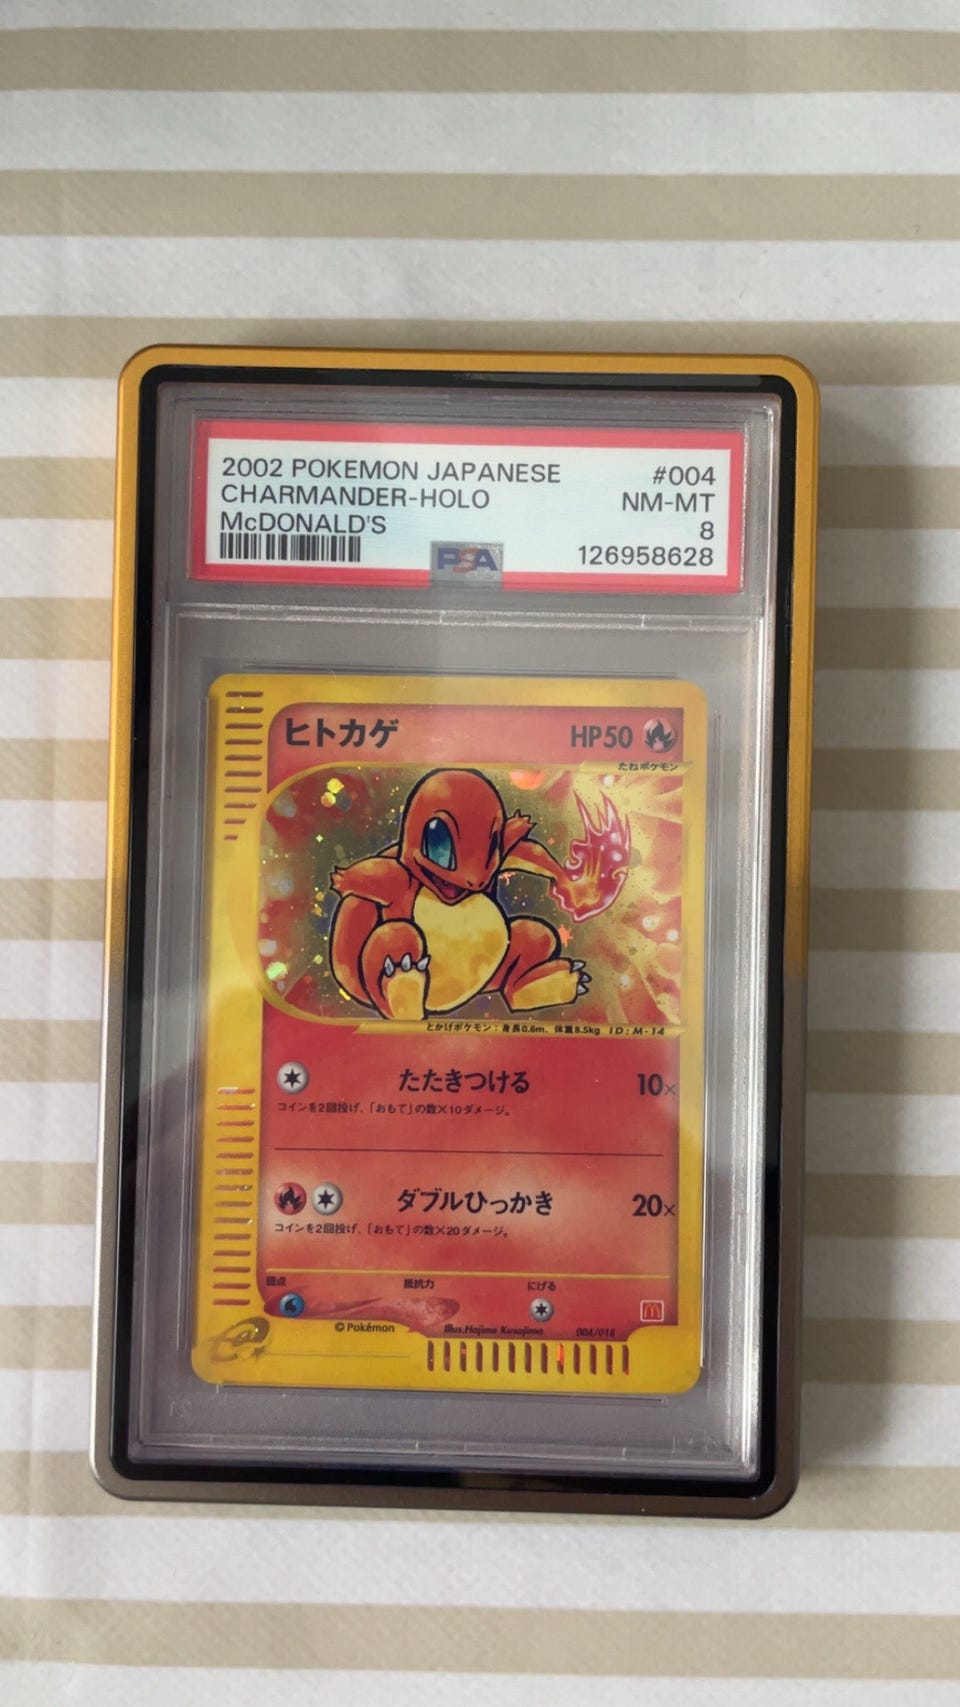 2002 POKEMON JAPANESE #004
CHARMANDER-HOLO NM-MT
McDONALD'S 8
PSA 126958628
ヒトカゲ HP50
たねポケモン
とかげポケモン：身長0.6m、体重8.5kg ID:M-14
たたきつける 10×
コインを2回投げ、「おもて」の数×10ダメージ。
ダブルひっかき 20×
コインを2回投げ、「おもて」の数×20ダメージ。
弱点 抵抗力 にげる
©Pokémon Illus.Hajime Kusajima 004/018